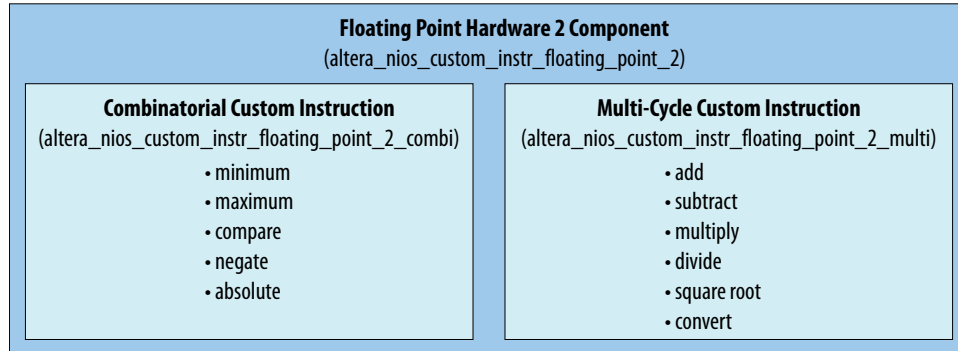 Floating Point Hardware 2 Component
(altera_nios_custom_instr_floating_point_2)
Combinatorial Custom Instruction
(altera_nios_custom_instr_floating_point_2_combi)
• minimum
• maximum
• compare
• negate
• absolute
Multi-Cycle Custom Instruction
(altera_nios_custom_instr_floating_point_2_multi)
• add
• subtract
• multiply
• divide
• square root
• convert